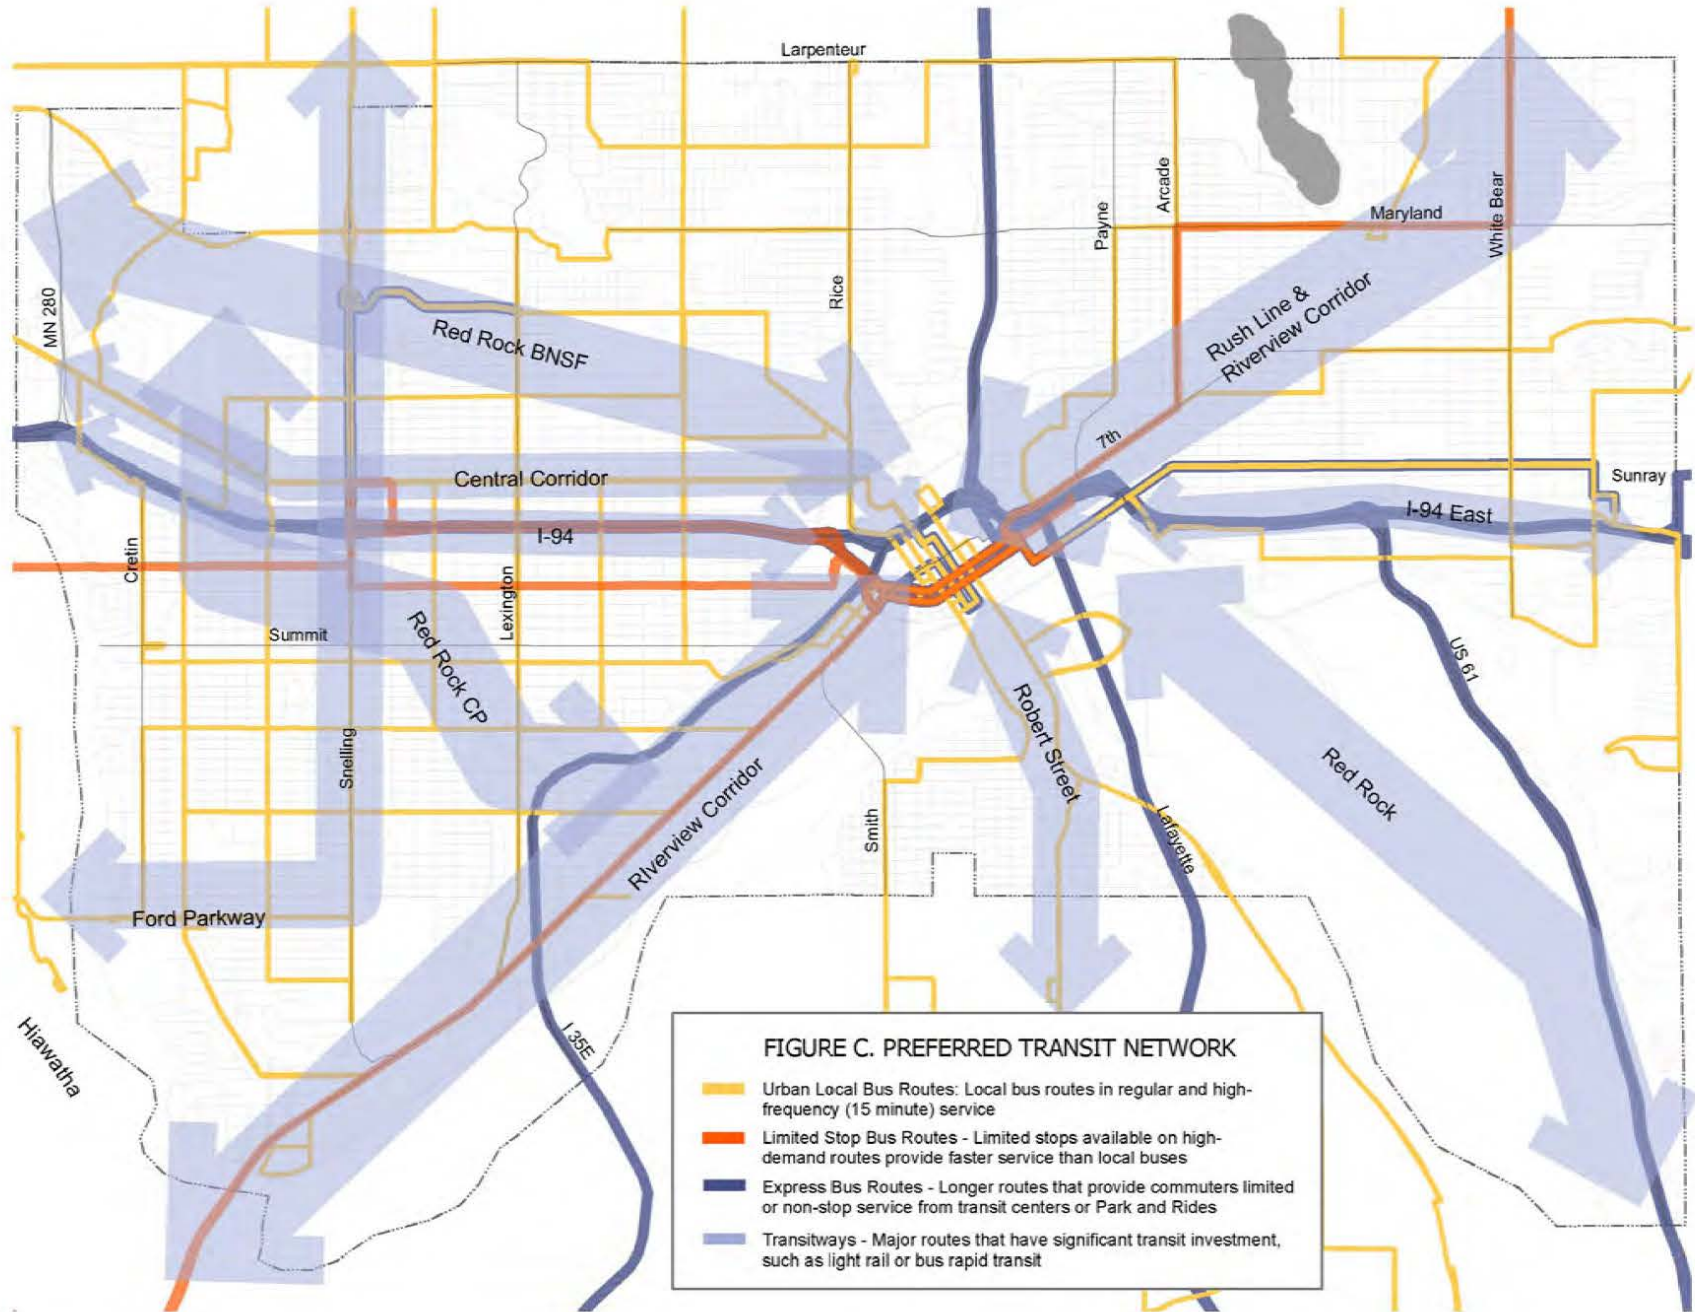 Larpenteur
Arcade
White Bear
Payne
Maryland
Rice
MN 280
Rush Line &
Riverview Corridor
Red Rock BNSF
7th
Central Corridor
Sunray
I-94
I-94 East
Cretin
Lexington
Summit
Red Rock CP
US 61
Robert Street
Snelling
RIverview Corridor
Red Rock
Smith
Lafayette
Ford Parkway
Hiawatha
I 35E
FIGURE C. PREFERRED TRANSIT NETWORK
Urban Local Bus Routes: Local bus routes in regular and high-
frequency (15 minute) service
Limited Stop Bus Routes - Limited stops available on high-
demand routes provide faster service than local buses
Express Bus Routes - Longer routes that provide commuters limited
or non-stop service from transit centers or Park and Rides
Transitways - Major routes that have significant transit investment,
such as light rail or bus rapid transit